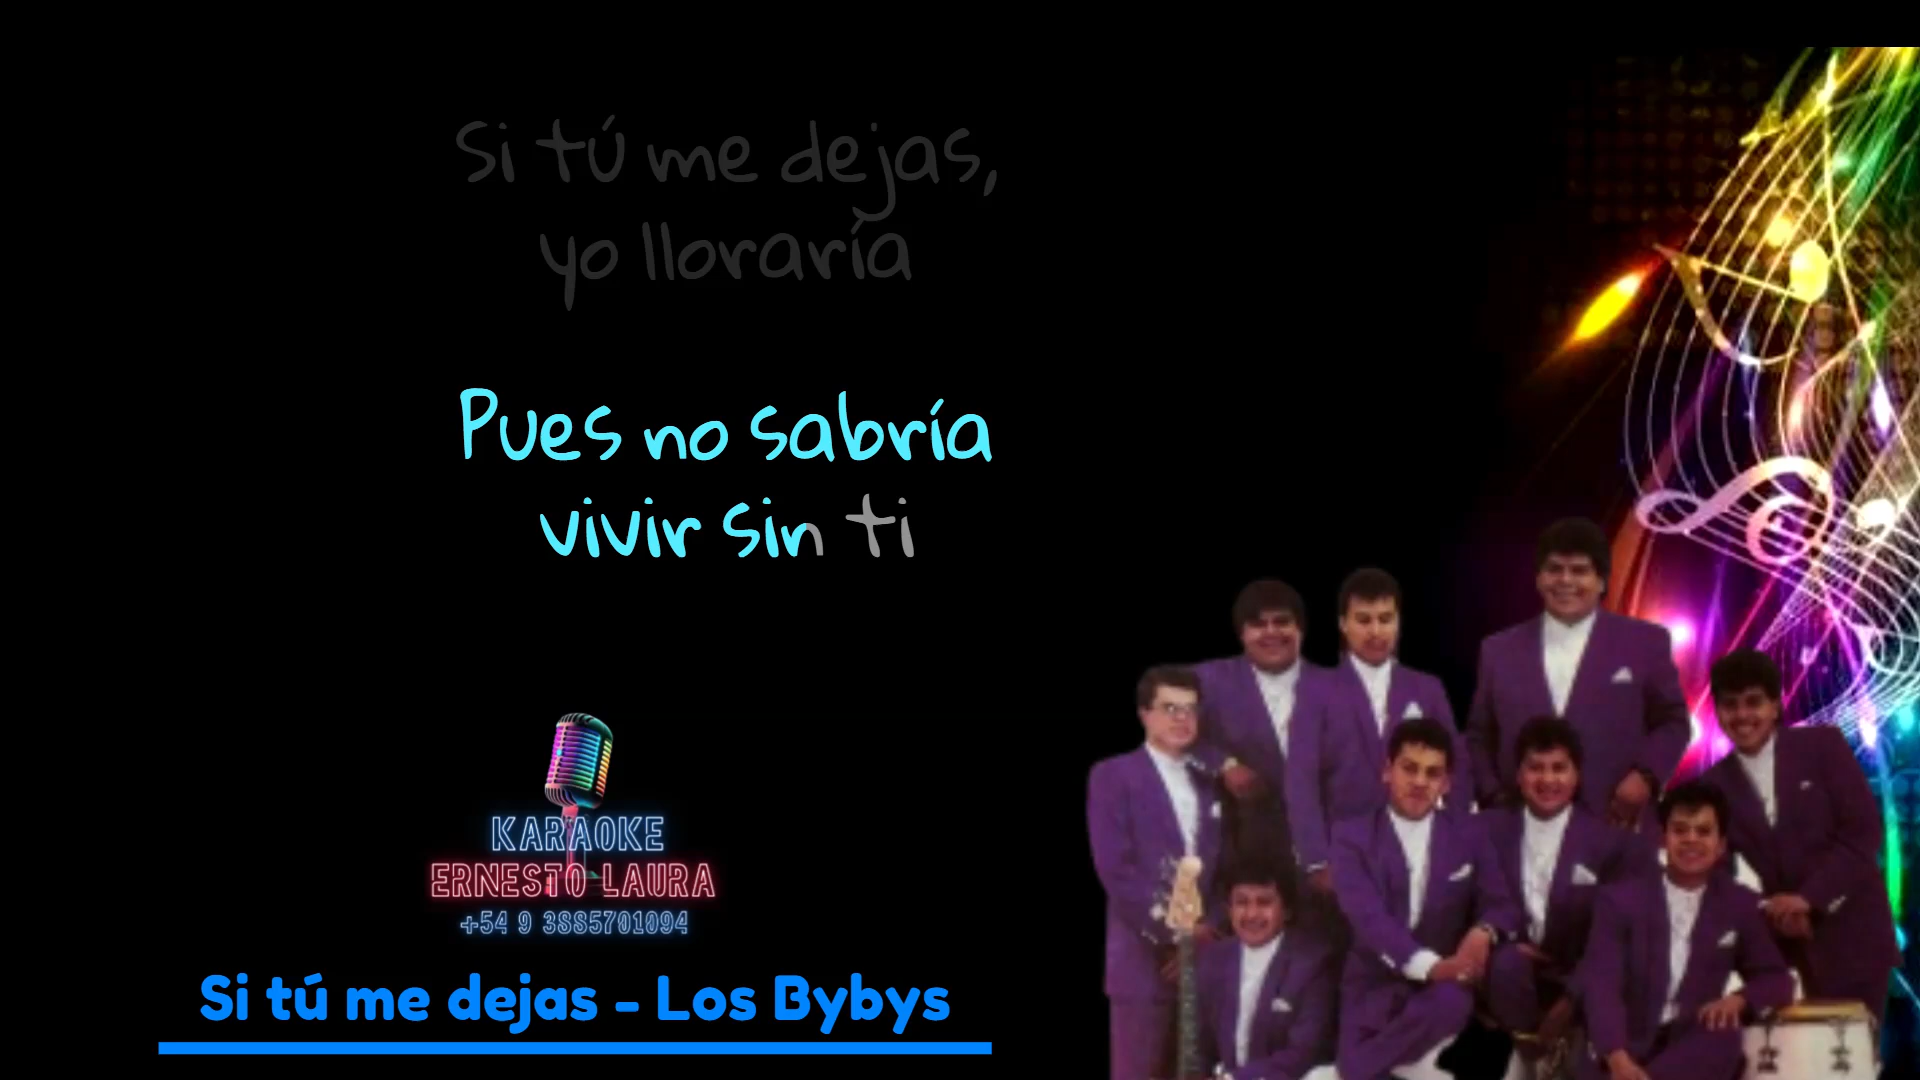 Si tú me dejas,
yo lloraría
Pues no sabría
vivir sin ti
KARAOKE
ERNESTO LAURA
+54 9 3885701094
Si tú me dejas - Los Bybys